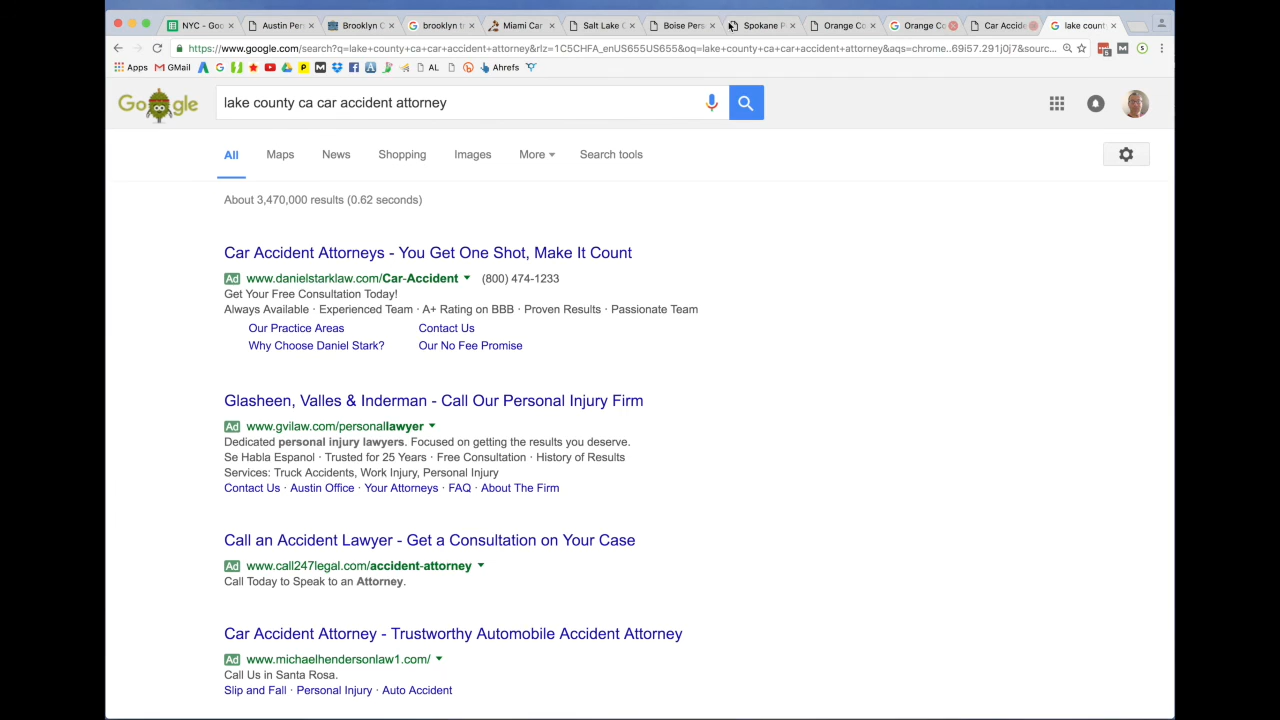 NYC - Goo Austin Per Brooklyn C brooklyn t Miami Car Salt Lake Boise Pers Spokane P Orange Co Orange Co Car Accide lake county
https://www.google.com/search?q=lake+county+ca+car+accident+attorney&rlz=1C5CHFA_enUS655US655&oq=lake+county+ca+car+accident+attorney&aqs=chrome..69i57.291j0j7&sourc...
Apps GMail AL Ahrefs
Google lake county ca car accident attorney
All Maps News Shopping Images More Search tools
About 3,470,000 results (0.62 seconds)
Car Accident Attorneys - You Get One Shot, Make It Count
Ad www.danielstarklaw.com/Car-Accident (800) 474-1233
Get Your Free Consultation Today!
Always Available · Experienced Team · A+ Rating on BBB · Proven Results · Passionate Team
Our Practice Areas Contact Us
Why Choose Daniel Stark? Our No Fee Promise
Glasheen, Valles & Inderman - Call Our Personal Injury Firm
Ad www.gvilaw.com/personallawyer
Dedicated personal injury lawyers. Focused on getting the results you deserve.
Se Habla Espanol · Trusted for 25 Years · Free Consultation · History of Results
Services: Truck Accidents, Work Injury, Personal Injury
Contact Us · Austin Office · Your Attorneys · FAQ · About The Firm
Call an Accident Lawyer - Get a Consultation on Your Case
Ad www.call247legal.com/accident-attorney
Call Today to Speak to an Attorney.
Car Accident Attorney - Trustworthy Automobile Accident Attorney
Ad www.michaelhendersonlaw1.com/
Call Us in Santa Rosa.
Slip and Fall · Personal Injury · Auto Accident